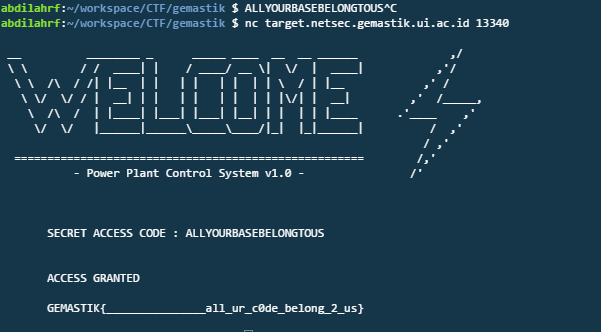 abdilahrf:~/workspace/CTF/gemastik $ ALLYOURBASEBELONGTOUS^C
abdilahrf:~/workspace/CTF/gemastik $ nc target.netsec.gemastik.ui.ac.id 13340
WELCOME
- Power Plant Control System v1.0 -
SECRET ACCESS CODE : ALLYOURBASEBELONGTOUS
ACCESS GRANTED
GEMASTIK{_______________all_ur_c0de_belong_2_us}